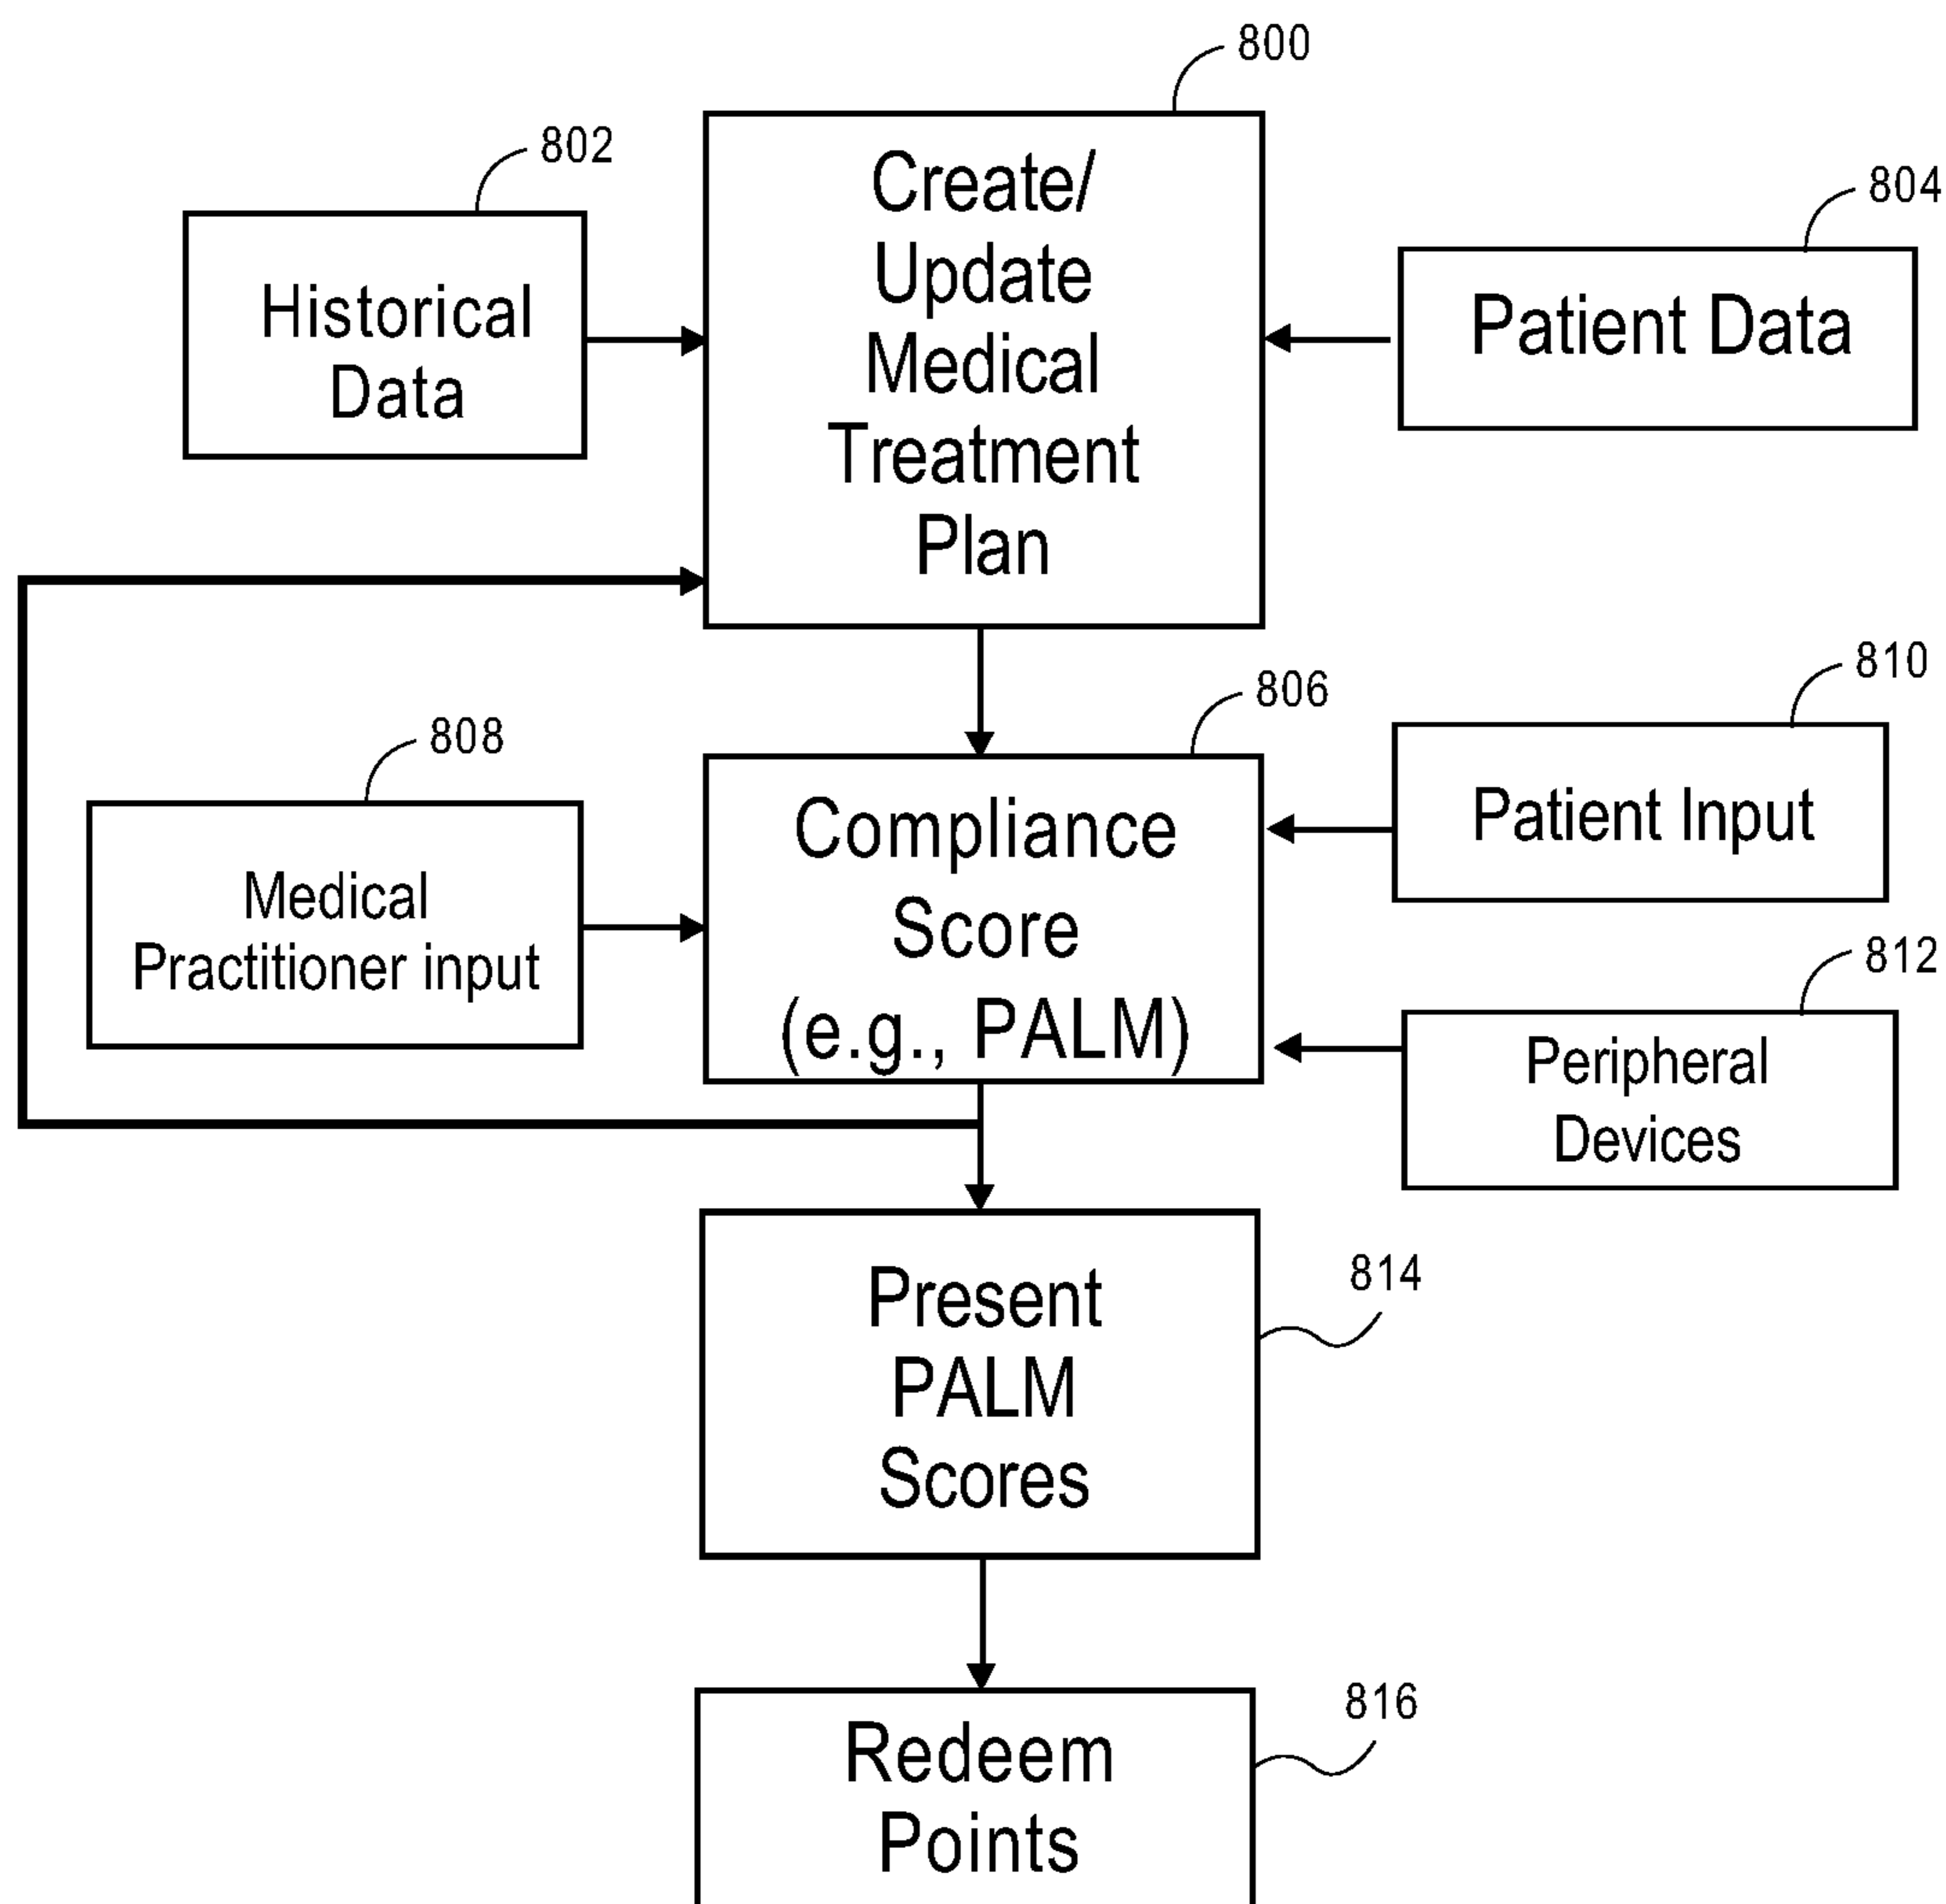 800
802
Create/
Update
Medical
Treatment
Plan
804
Historical
Data
Patient Data
806
810
808
Compliance
Score
(e.g., PALM)
Patient Input
Medical
Practitioner input
812
Peripheral
Devices
814
Present
PALM
Scores
816
Redeem
Points